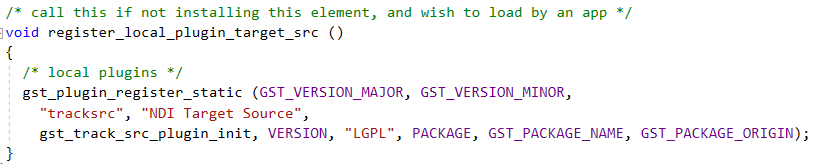 /* call this if not installing this element, and wish to load by an app */
void register_local_plugin_target_src ()
{
/* local plugins */
gst_plugin_register_static (GST_VERSION_MAJOR, GST_VERSION_MINOR,
"tracksrc", "NDI Target Source",
gst_track_src_plugin_init, VERSION, "LGPL", PACKAGE, GST_PACKAGE_NAME, GST_PACKAGE_ORIGIN);
}